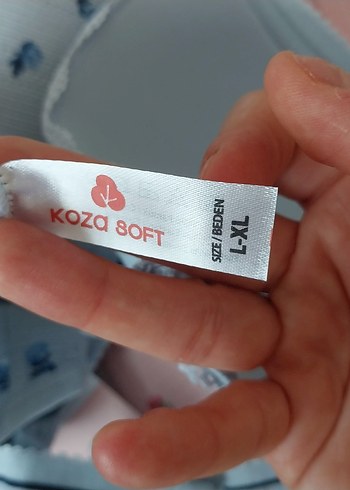 KOZA SOFT
SIZE / BEDEN
L-XL